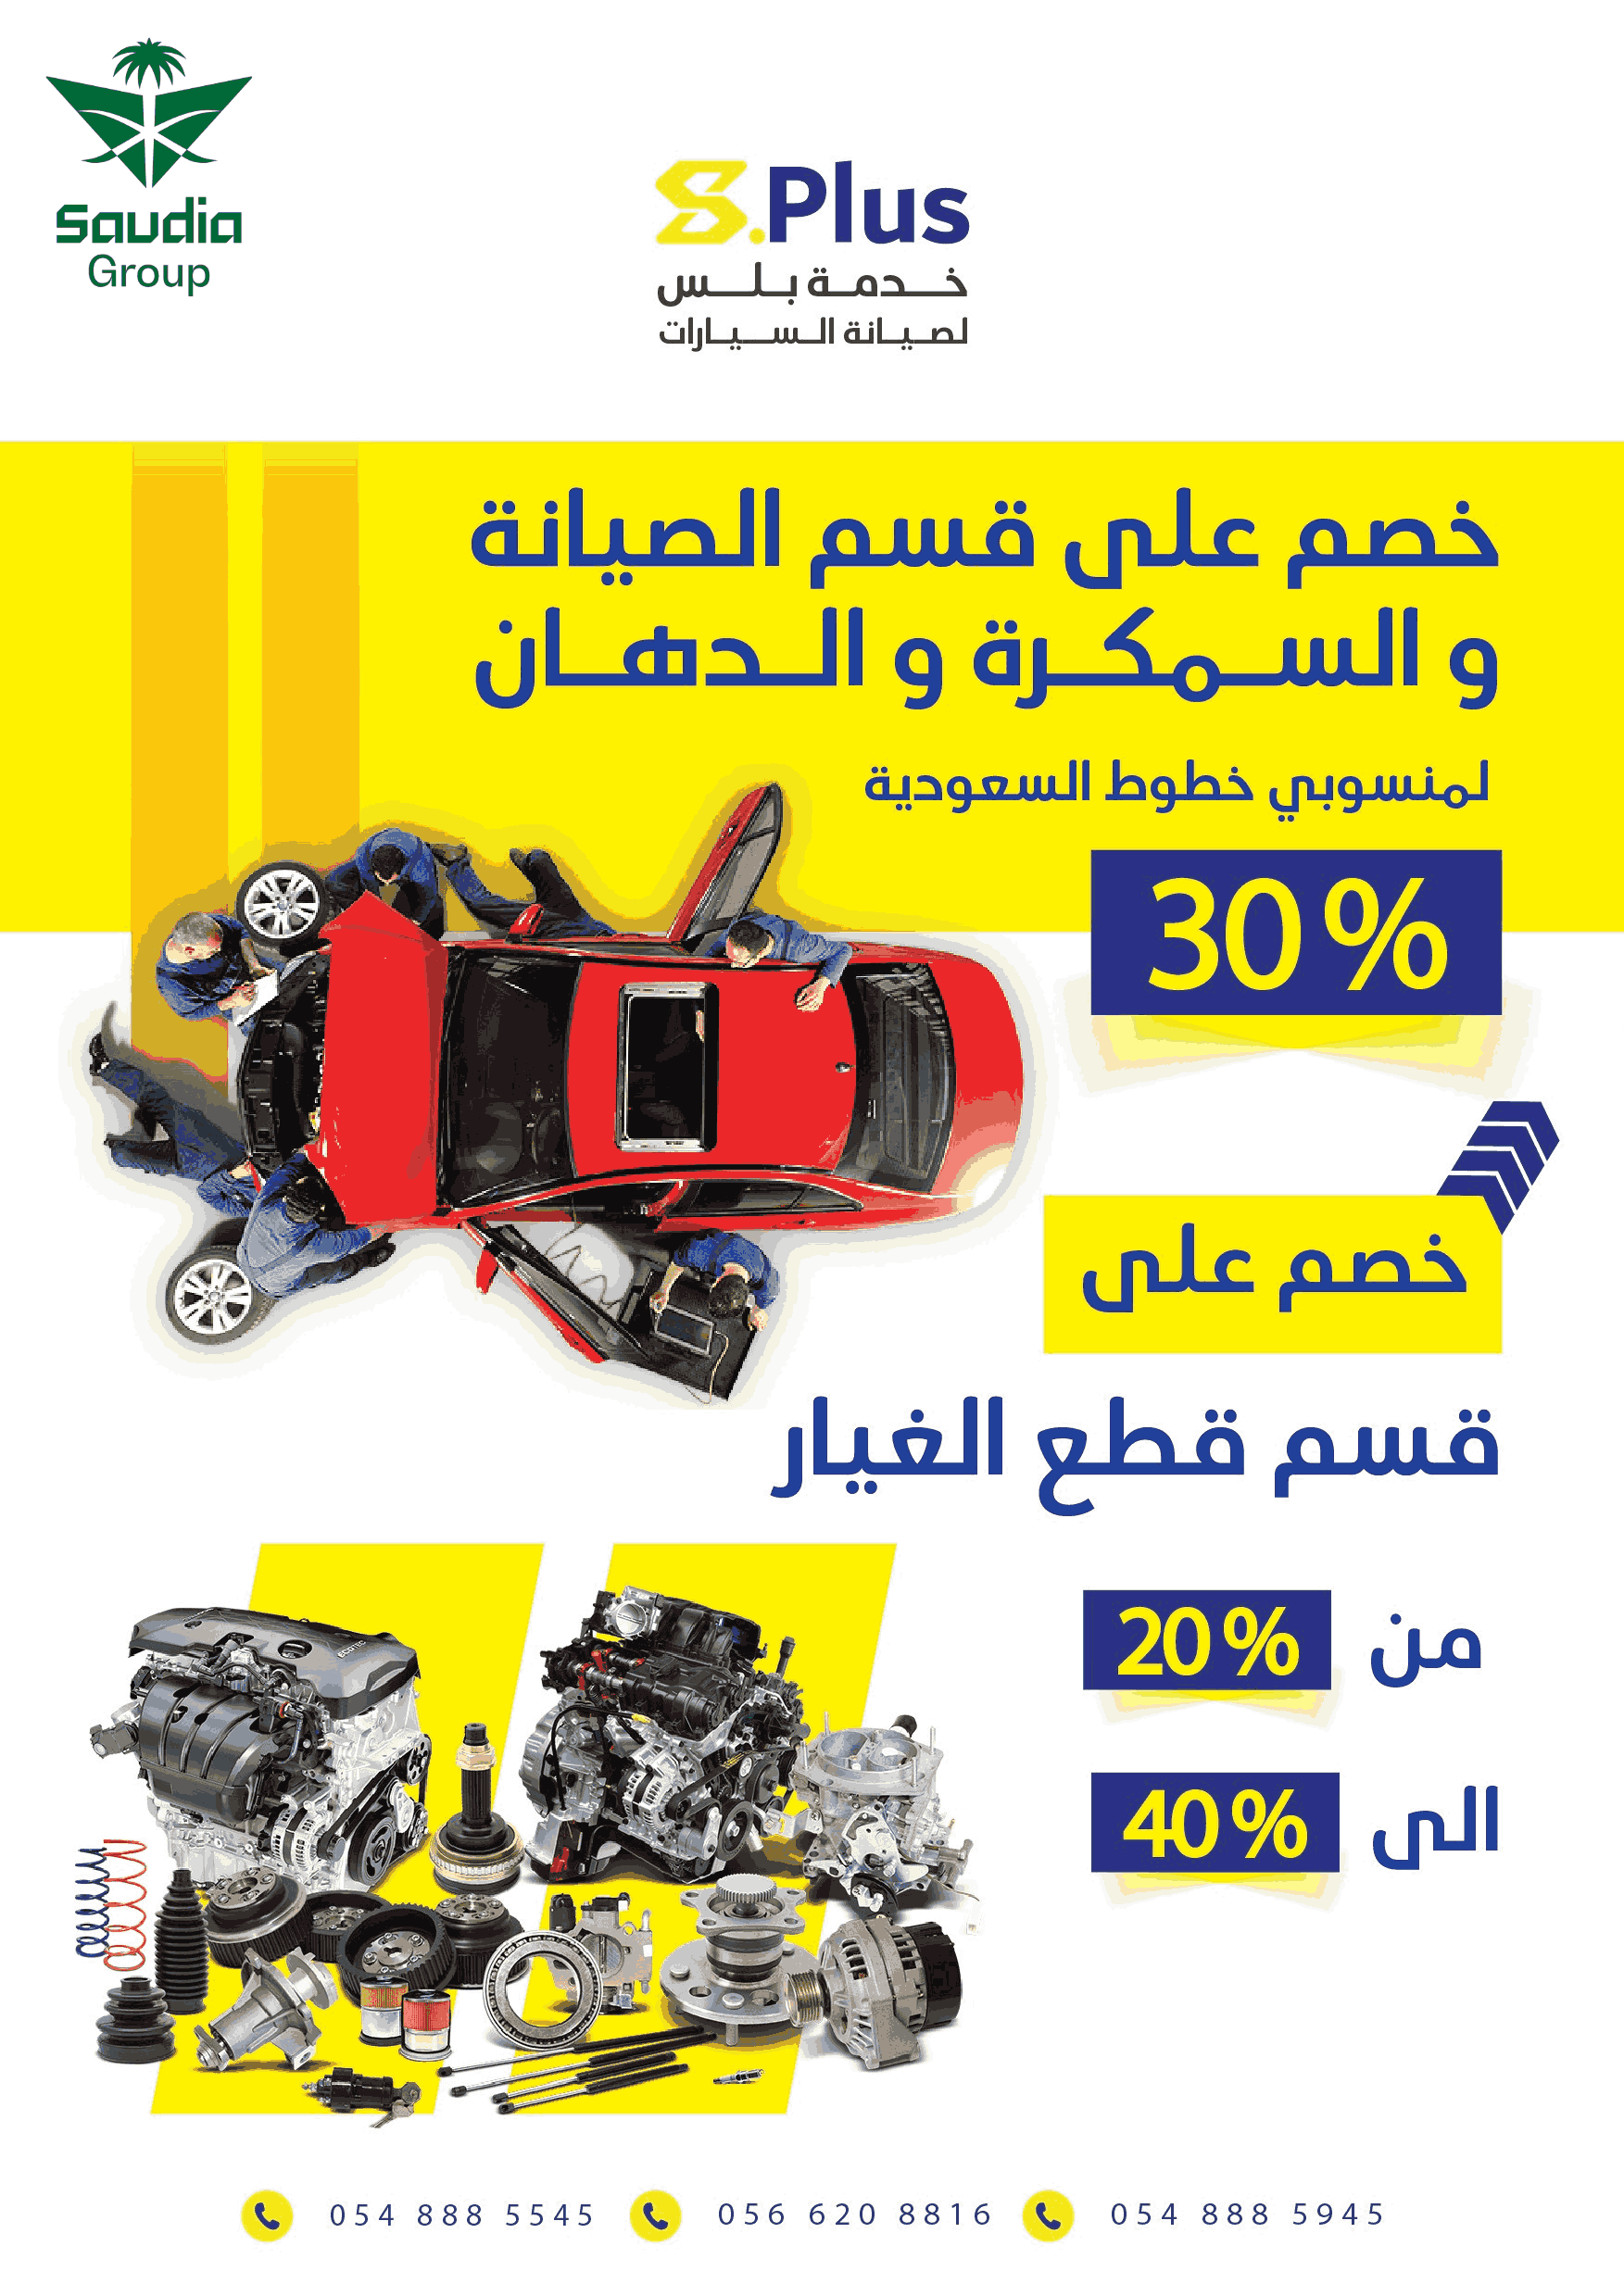 Saudia
Group
S.Plus
خدمة بلس
لصيانة السيارات
خصم على قسم الصيانة
و السمكرة و الدهان
لمنسوبي خطوط السعودية
30%
خصم على
قسم قطع الغيار
من 20%
الى 40%
ECOTEC
054 888 5545
056 620 8816
054 888 5945